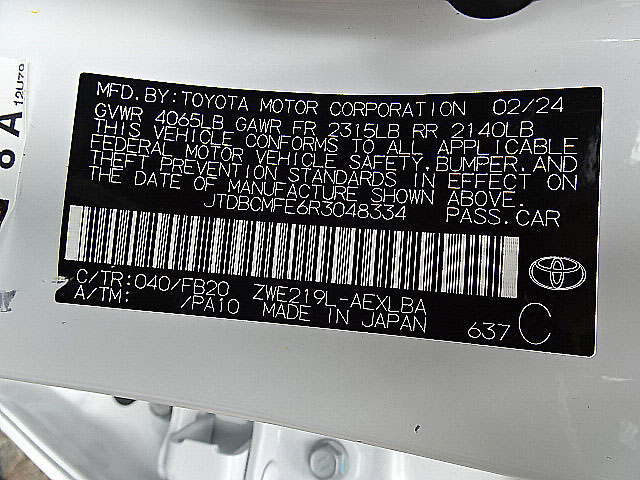 MFD. BY: TOYOTA MOTOR CORPORATION 02/24
GVWR 4065LB GAWR FR 2315LB RR 2140LB
THIS VEHICLE CONFORMS TO ALL APPLICABLE
FEDERAL MOTOR VEHICLE SAFETY, BUMPER, AND
THEFT PREVENTION STANDARDS IN EFFECT ON
THE DATE OF MANUFACTURE SHOWN ABOVE.
JTDBCMFE6R3048334 PASS. CAR
C/TR: 040/FB20 ZWE219L-AEXLBA
A/TM: /PA10 MADE IN JAPAN 637 C
12U79
8 A